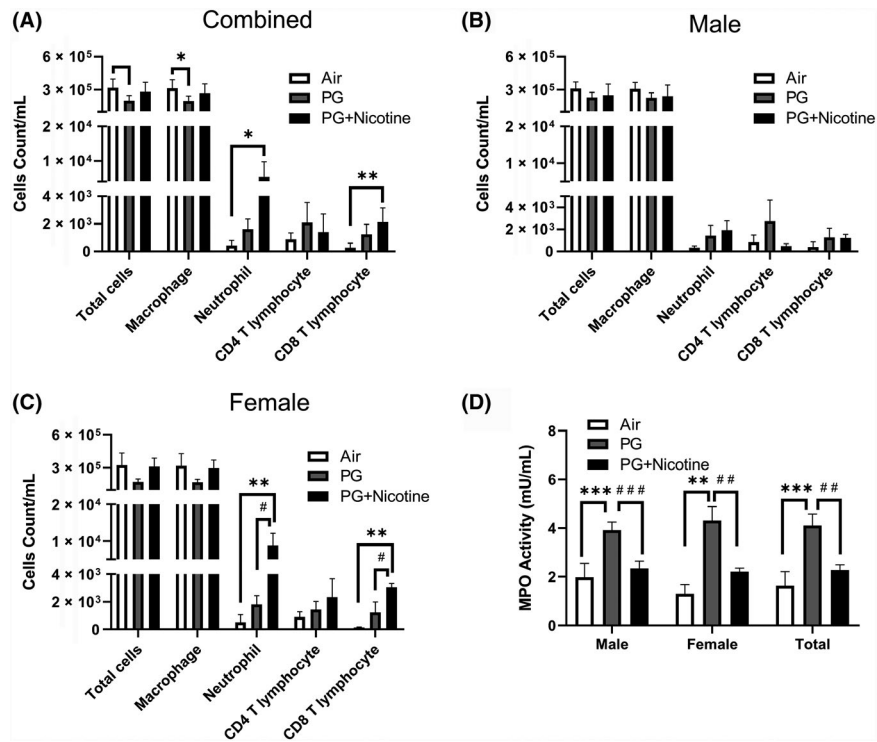 (A)
Combined
Cells Count/mL
6 × 10⁵
3 × 10⁵
2 × 10⁴
1 × 10⁴
4 × 10³
2 × 10³
0
*
*
**
Air
PG
PG+Nicotine
Total cells
Macrophage
Neutrophil
CD4 T lymphocyte
CD8 T lymphocyte
(B)
Male
Cells Count/mL
6 × 10⁵
3 × 10⁵
2 × 10⁴
1 × 10⁴
4 × 10³
2 × 10³
0
Air
PG
PG+Nicotine
Total cells
Macrophage
Neutrophil
CD4 T lymphocyte
CD8 T lymphocyte
(C)
Female
Cells Count/mL
6 × 10⁵
3 × 10⁵
2 × 10⁴
1 × 10⁴
4 × 10³
2 × 10³
0
**
#
**
#
Air
PG
PG+Nicotine
Total cells
Macrophage
Neutrophil
CD4 T lymphocyte
CD8 T lymphocyte
(D)
MPO Activity (mU/mL)
8
6
4
2
0
Air
PG
PG+Nicotine
*** ###
** ##
*** ##
Male Female Total